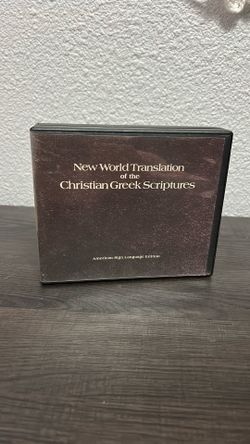 New World Translation
of the
Christian Greek Scriptures
American Sign Language Edition